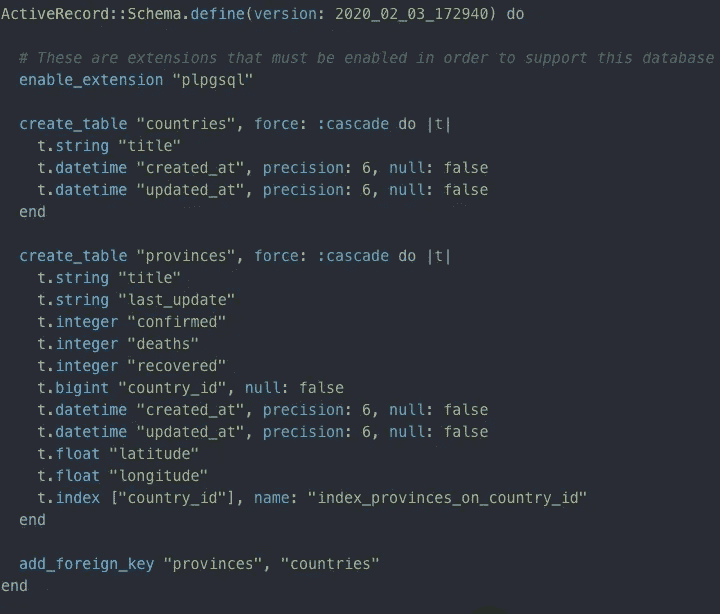 ActiveRecord::Schema.define(version: 2020_02_03_172940) do
# These are extensions that must be enabled in order to support this database
enable_extension "plpgsql"
create_table "countries", force: :cascade do |t|
t.string "title"
t.datetime "created_at", precision: 6, null: false
t.datetime "updated_at", precision: 6, null: false
end
create_table "provinces", force: :cascade do |t|
t.string "title"
t.string "last_update"
t.integer "confirmed"
t.integer "deaths"
t.integer "recovered"
t.bigint "country_id", null: false
t.datetime "created_at", precision: 6, null: false
t.datetime "updated_at", precision: 6, null: false
t.float "latitude"
t.float "longitude"
t.index ["country_id"], name: "index_provinces_on_country_id"
end
add_foreign_key "provinces", "countries"
end